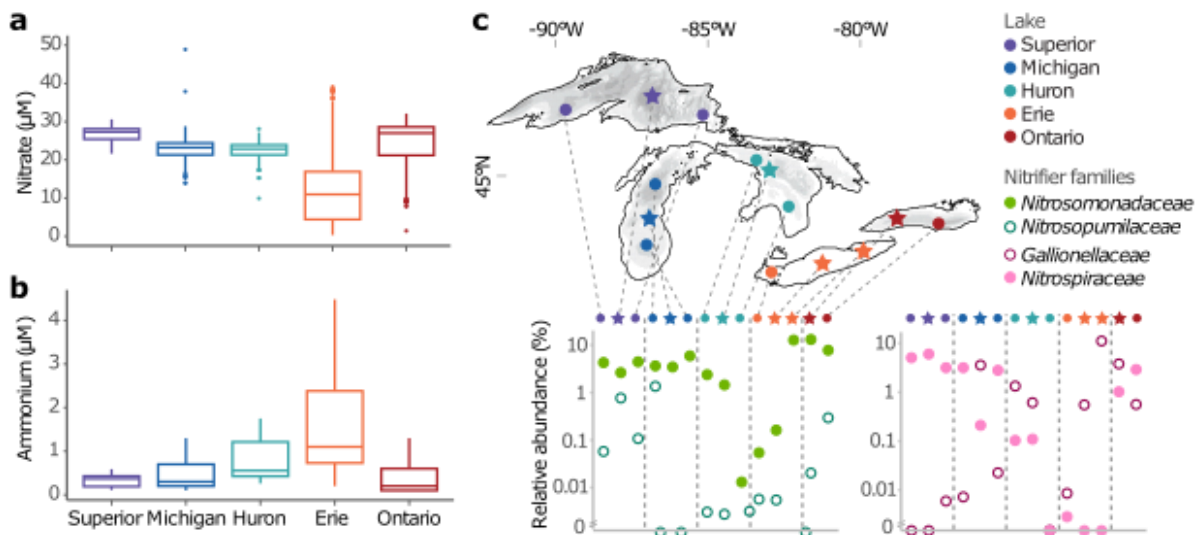 a
50
40
30
20
10
0
Nitrate (µM)
b
4
3
2
1
0
Ammonium (µM)
Superior Michigan Huron Erie Ontario
c
-90ºW -85ºW -80ºW
45ºN
Lake
Superior
Michigan
Huron
Erie
Ontario
Nitrifier families
Nitrosomonadaceae
Nitrosopumilaceae
Gallionellaceae
Nitrospiraceae
Relative abundance (%)
10
1
0.1
0.01
0
10
1
0.1
0.01
0